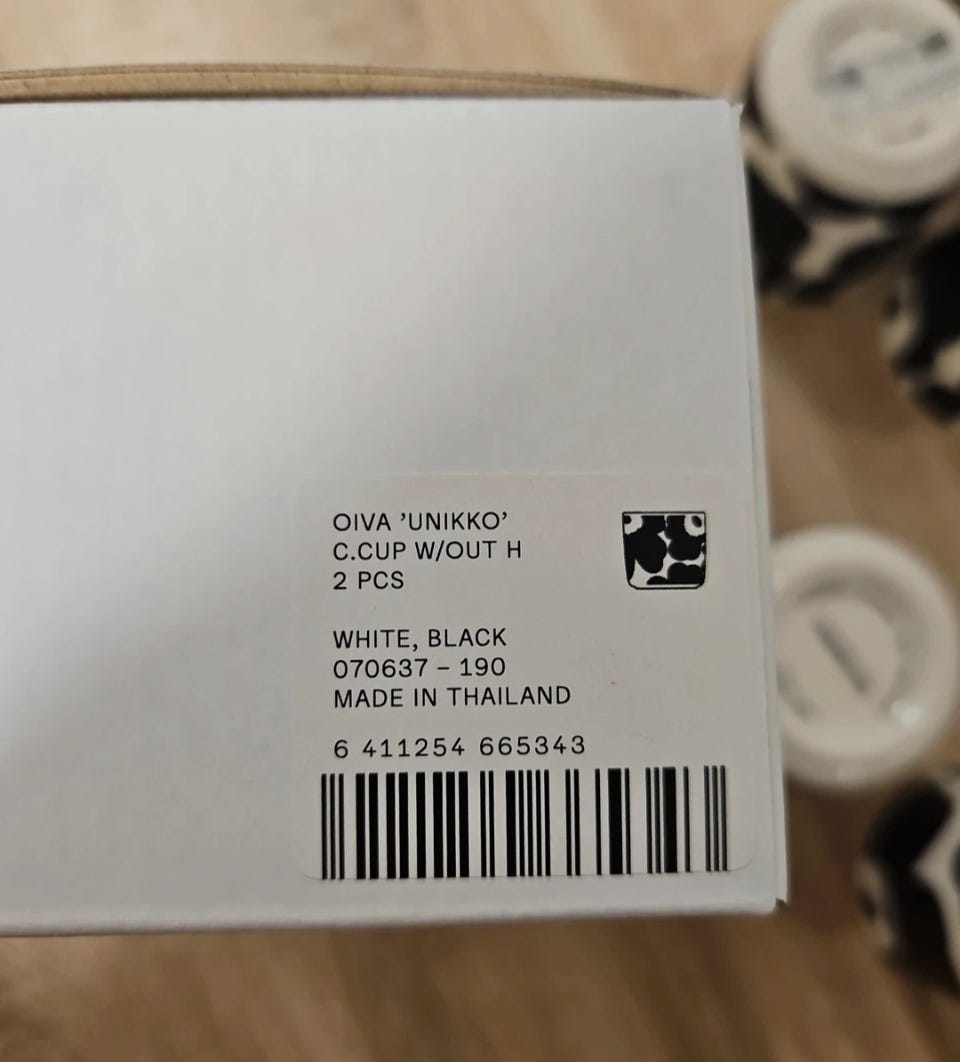 OIVA ’UNIKKO’
C.CUP W/OUT H
2 PCS
WHITE, BLACK
070637 – 190
MADE IN THAILAND
6 411254 665343